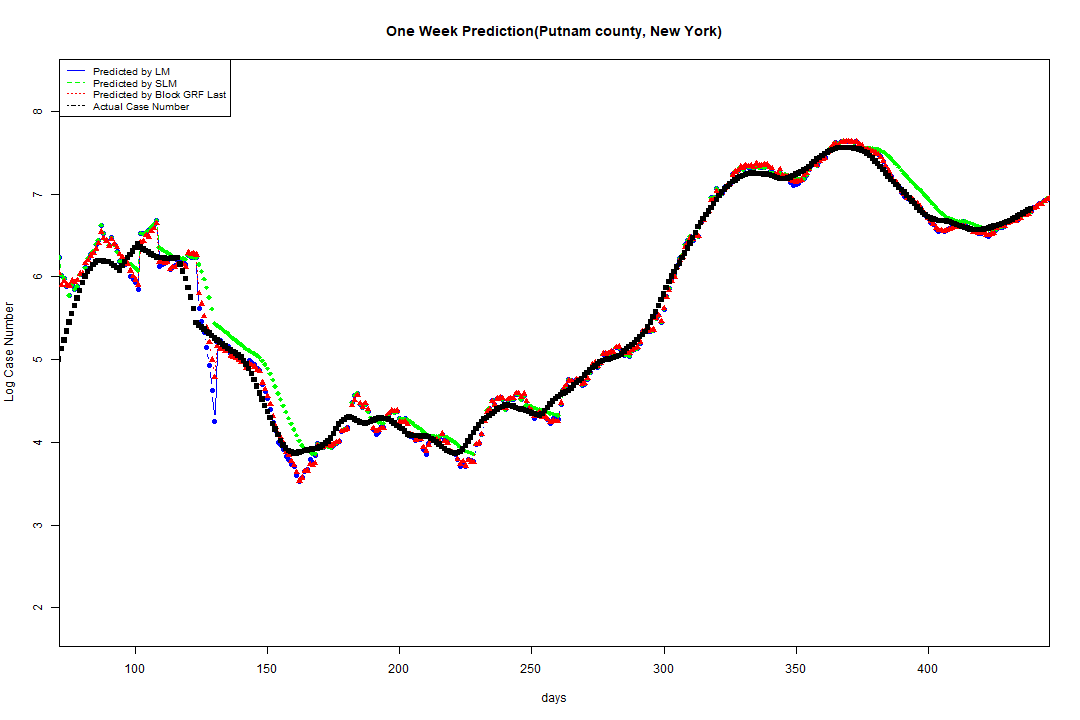 One Week Prediction(Putnam county, New York)
Predicted by LM
Predicted by SLM
Predicted by Block GRF Last
Actual Case Number
8
7
6
5
4
3
2
Log Case Number
100 150 200 250 300 350 400
days